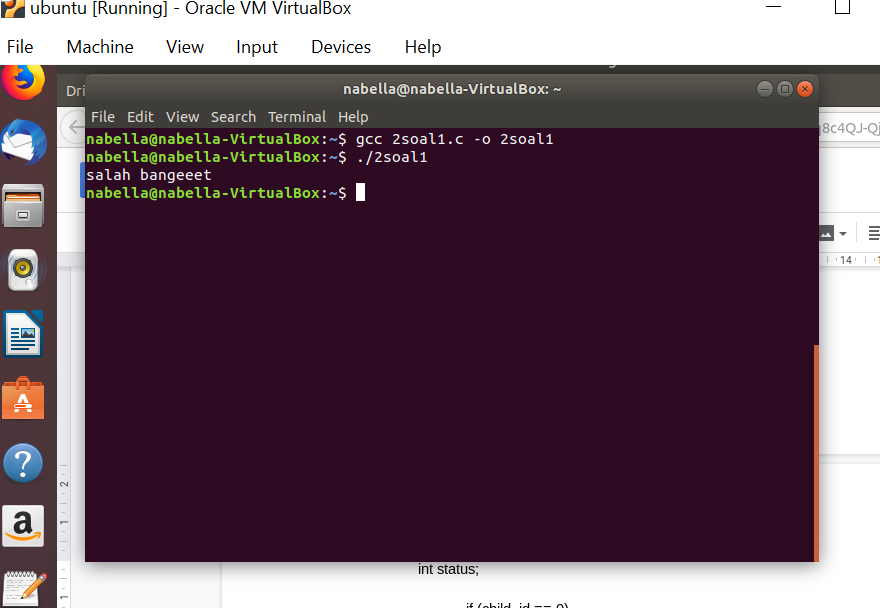 ubuntu [Running] - Oracle VM VirtualBox
File Machine View Input Devices Help
Dri
nabella@nabella-VirtualBox: ~
File Edit View Search Terminal Help
nabella@nabella-VirtualBox:~$ gcc 2soal1.c -o 2soal1
nabella@nabella-VirtualBox:~$ ./2soal1
salah bangeeet
nabella@nabella-VirtualBox:~$
8c4QJ-Qj
14
2
1
1
int status;
if (child_id == 0)